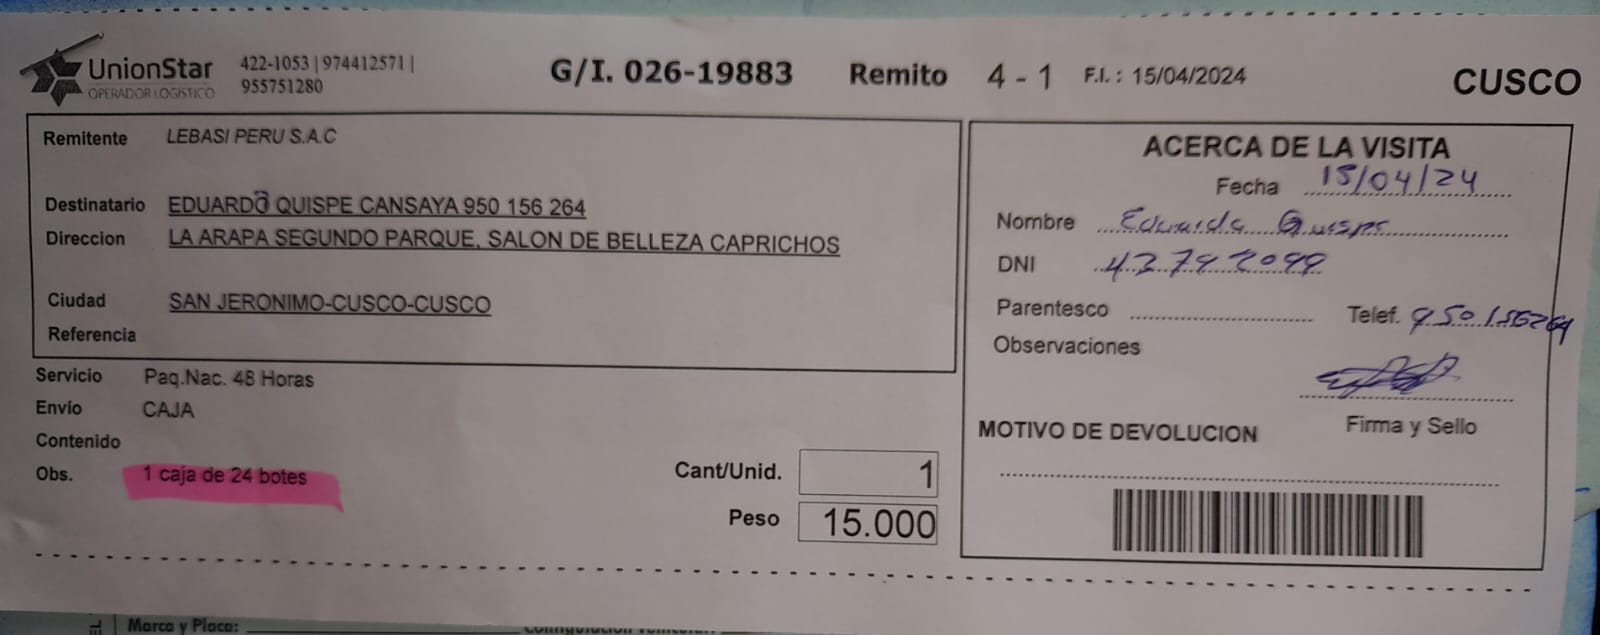 UnionStar
OPERADOR LOGISTICO
422-1053 | 974412571 |
955751280
G/I. 026-19883 Remito 4 - 1 F.I. : 15/04/2024 CUSCO
Remitente LEBASI PERU S.A.C
Destinatario EDUARDO QUISPE CANSAYA 950 156 264
Direccion LA ARAPA SEGUNDO PARQUE, SALON DE BELLEZA CAPRICHOS
Ciudad SAN JERONIMO-CUSCO-CUSCO
Referencia
Servicio Paq.Nac. 48 Horas
Envío CAJA
Contenido
Obs. 1 caja de 24 botes
Cant/Unid. 1
Peso 15.000
ACERCA DE LA VISITA
Fecha 15/04/24
Nombre Eduarda Quispe
DNI
Parentesco Telef. 950156264
Observaciones
Firma y Sello
MOTIVO DE DEVOLUCION
Marca y Placa: